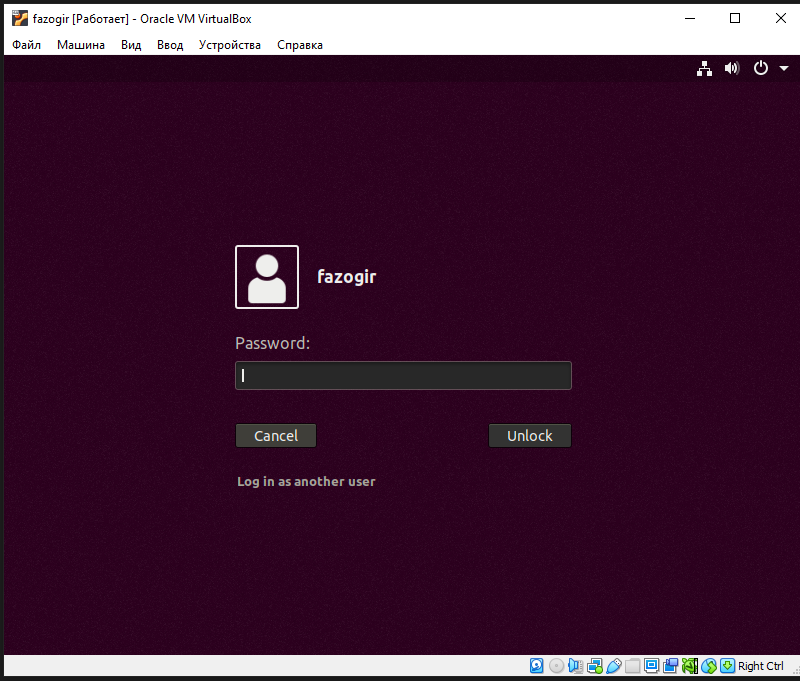 fazogir [Работает] - Oracle VM VirtualBox
Файл Машина Вид Ввод Устройства Справка
fazogir
Password:
Cancel Unlock
Log in as another user
Right Ctrl